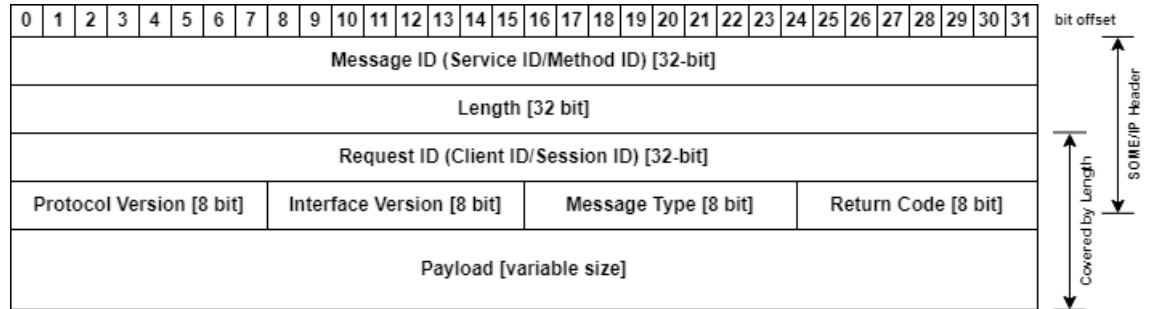 0 1 2 3 4 5 6 7 8 9 10 11 12 13 14 15 16 17 18 19 20 21 22 23 24 25 26 27 28 29 30 31 bit offset
Message ID (Service ID/Method ID) [32-bit]
Length [32 bit]
Request ID (Client ID/Session ID) [32-bit]
Protocol Version [8 bit] Interface Version [8 bit] Message Type [8 bit] Return Code [8 bit]
Payload [variable size]
SOME/IP Header
Covered by Length